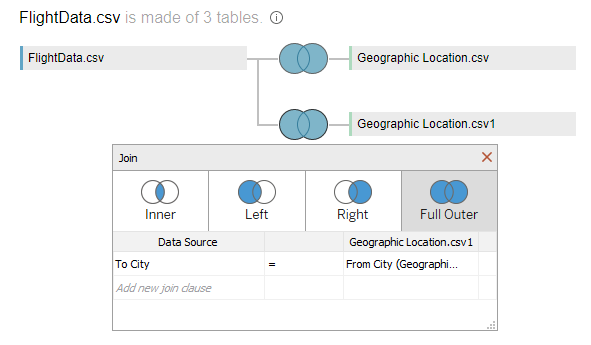 FlightData.csv is made of 3 tables.
FlightData.csv
Geographic Location.csv
Geographic Location.csv1
Join
Inner Left Right Full Outer
Data Source Geographic Location.csv1
To City = From City (Geographi...
Add new join clause